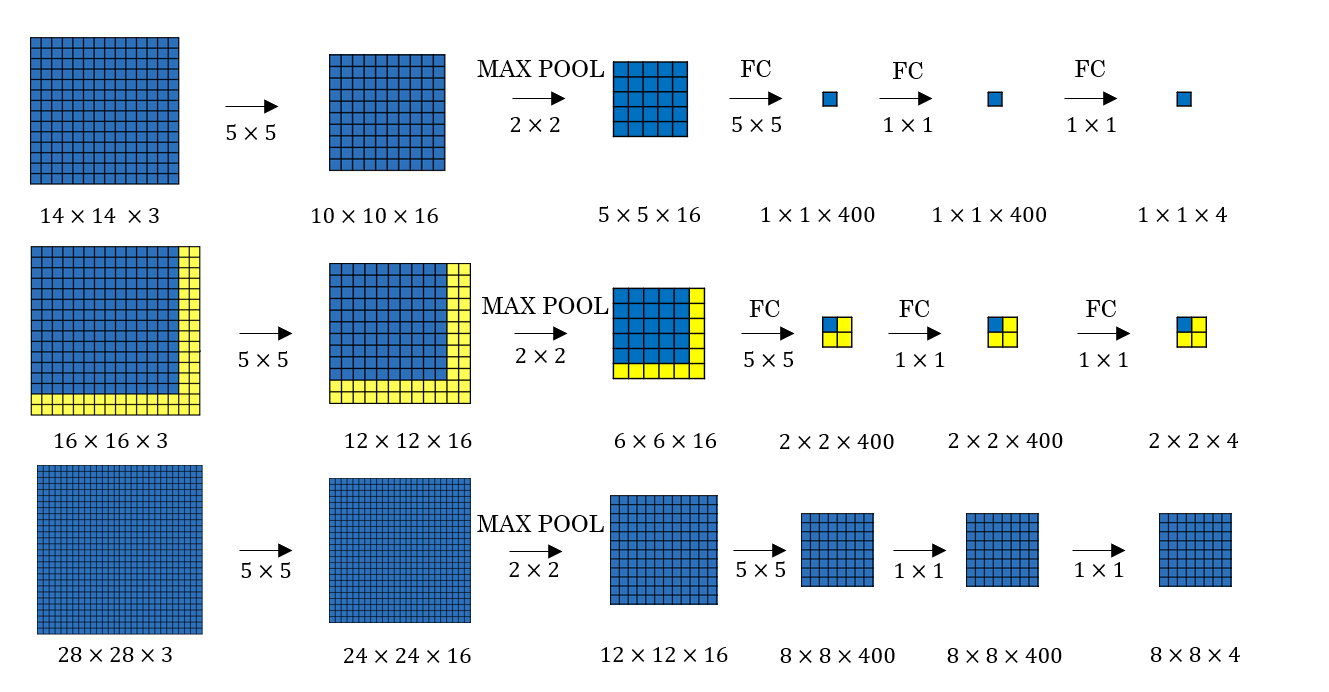 MAX POOL FC FC FC
5 × 5 2 × 2 5 × 5 1 × 1 1 × 1
14 × 14 × 3 10 × 10 × 16 5 × 5 × 16 1 × 1 × 400 1 × 1 × 400 1 × 1 × 4
MAX POOL FC FC FC
5 × 5 2 × 2 5 × 5 1 × 1 1 × 1
16 × 16 × 3 12 × 12 × 16 6 × 6 × 16 2 × 2 × 400 2 × 2 × 400 2 × 2 × 4
MAX POOL
5 × 5 2 × 2 5 × 5 1 × 1 1 × 1
28 × 28 × 3 24 × 24 × 16 12 × 12 × 16 8 × 8 × 400 8 × 8 × 400 8 × 8 × 4